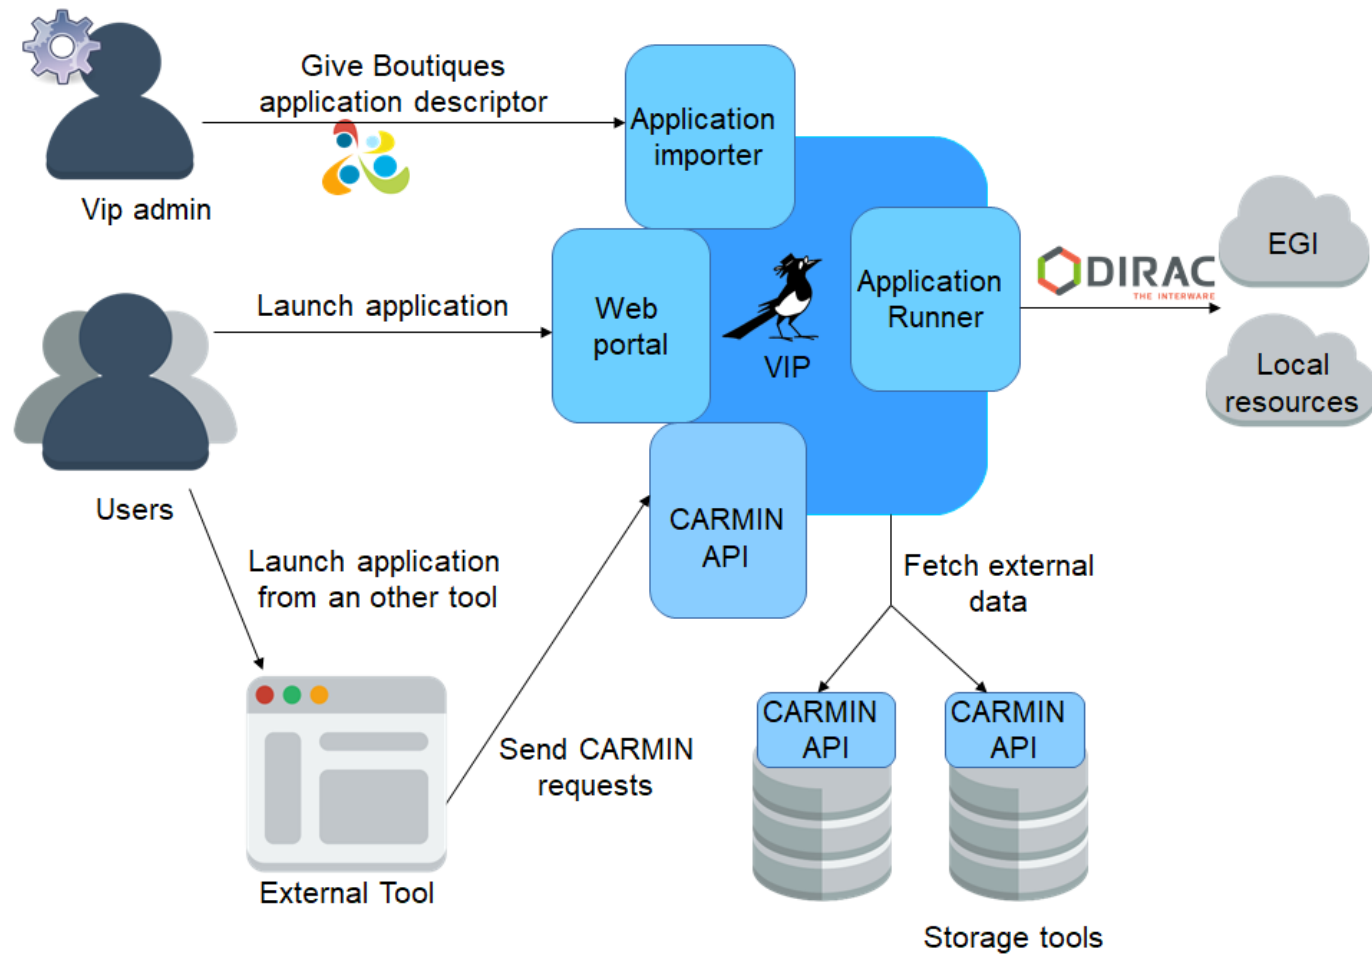 Give Boutiques
application descriptor
Vip admin
Application
importer
Launch application
Users
Web
portal
VIP
Application
Runner
DIRAC
THE INTERWARE
EGI
Local
resources
Launch application
from an other tool
CARMIN
API
Fetch external
data
Send CARMIN
requests
External Tool
CARMIN
API
CARMIN
API
Storage tools